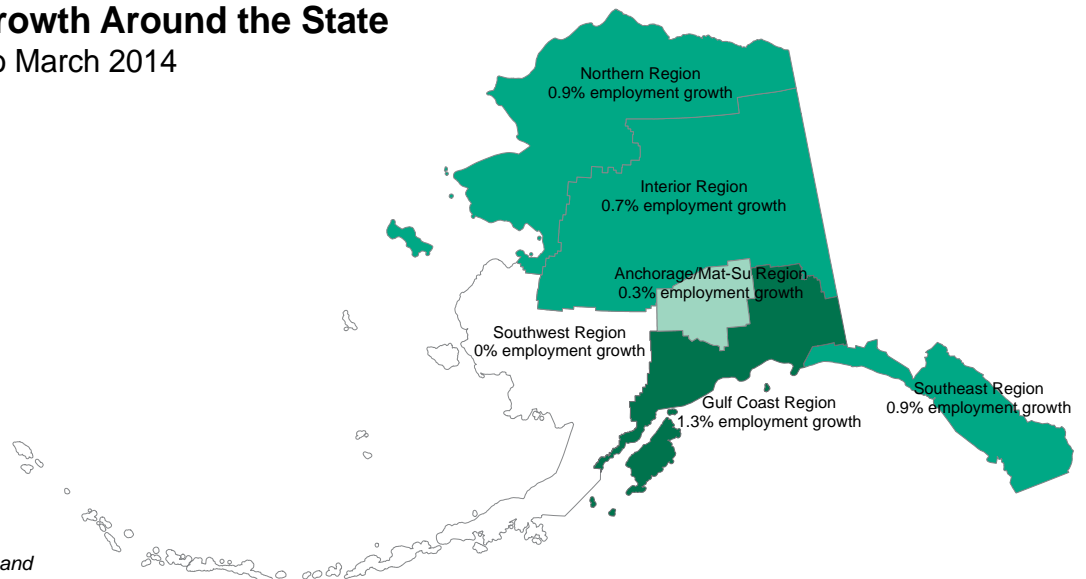 rowth Around the State
March 2014
Northern Region
0.9% employment growth
Interior Region
0.7% employment growth
Anchorage/Mat-Su Region
0.3% employment growth
Southwest Region
0% employment growth
Gulf Coast Region
1.3% employment growth
Southeast Region
0.9% employment growth
and